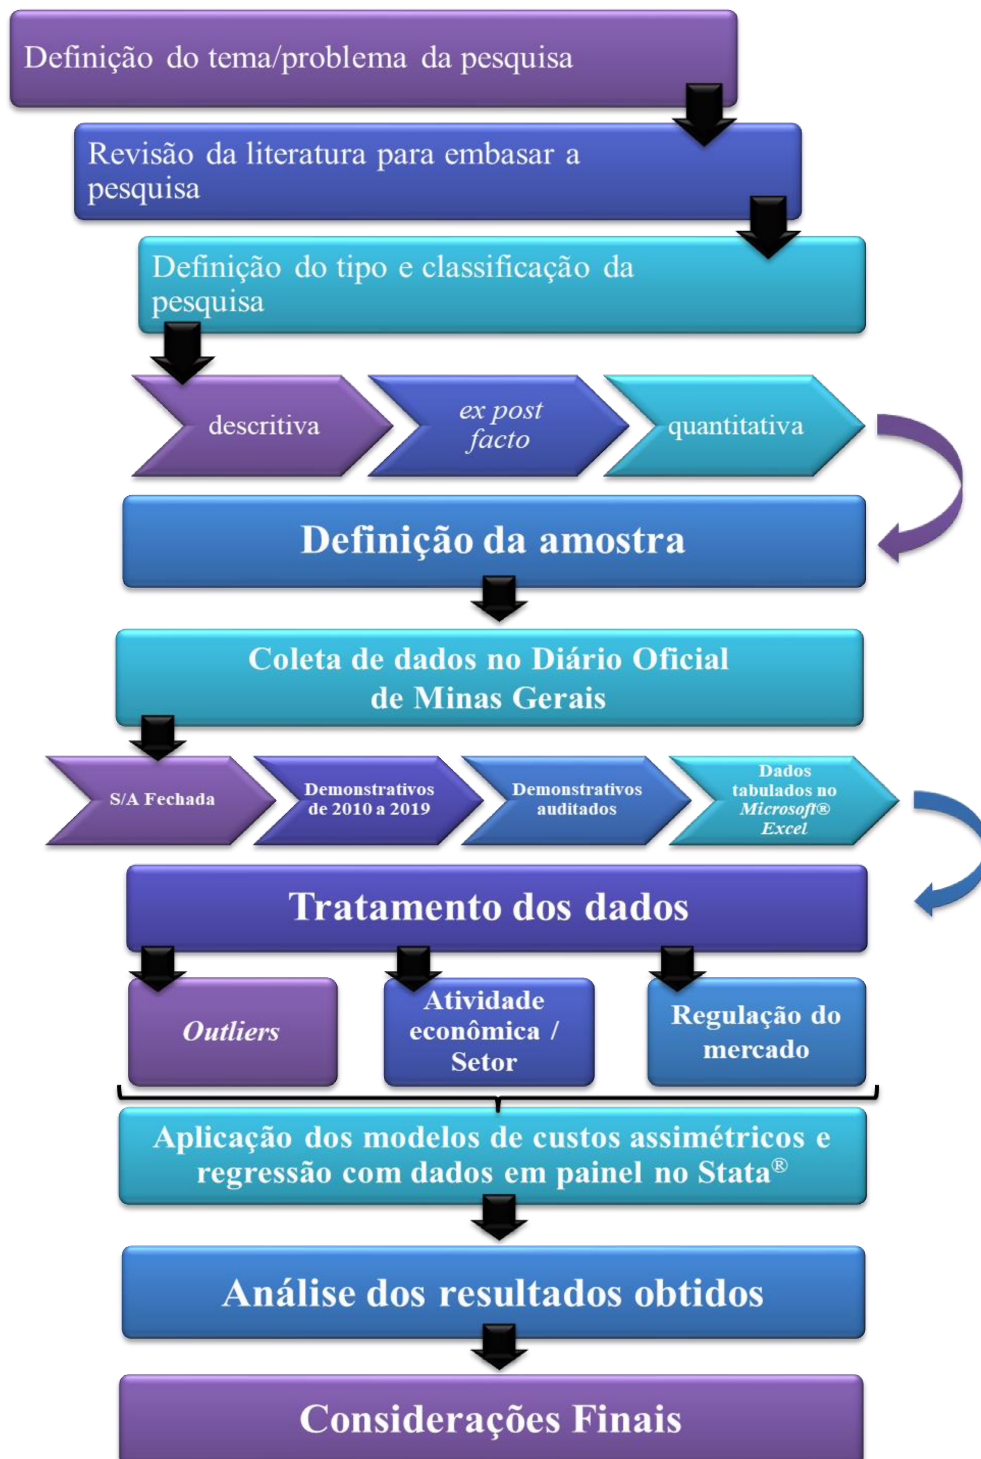 Definição do tema/problema da pesquisa
Revisão da literatura para embasar a
pesquisa
Definição do tipo e classificação da
pesquisa
descritiva
ex post
facto
quantitativa
Definição da amostra
Coleta de dados no Diário Oficial
de Minas Gerais
S/A Fechada
Demonstrativos
de 2010 a 2019
Demonstrativos
auditados
Dados
tabulados no
Microsoft®
Excel
Tratamento dos dados
Outliers
Atividade
econômica /
Setor
Regulação do
mercado
Aplicação dos modelos de custos assimétricos e
regressão com dados em painel no Stata®
Análise dos resultados obtidos
Considerações Finais